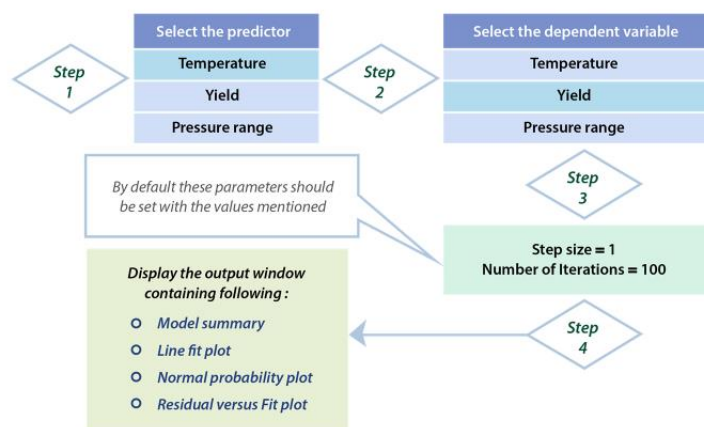 Step
1
Select the predictor
Temperature
Yield
Pressure range
Step
2
Select the dependent variable
Temperature
Yield
Pressure range
Step
3
By default these parameters should
be set with the values mentioned
Step size = 1
Number of Iterations = 100
Step
4
Display the output window
containing following :
Model summary
Line fit plot
Normal probability plot
Residual versus Fit plot